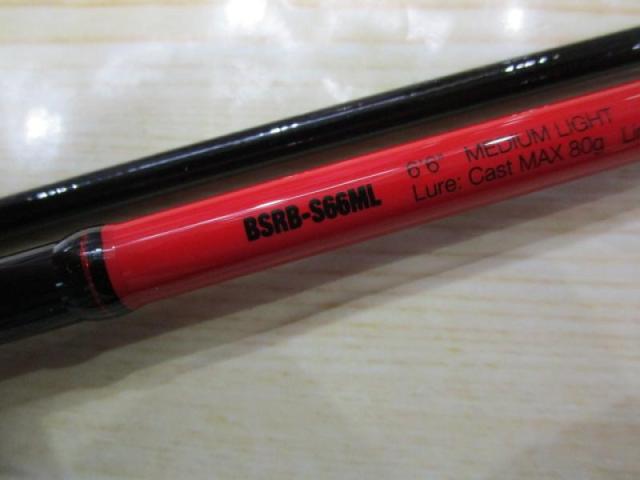 BSRB-S66ML
6'6" MEDIUM LIGHT
Lure: Cast MAX 80g